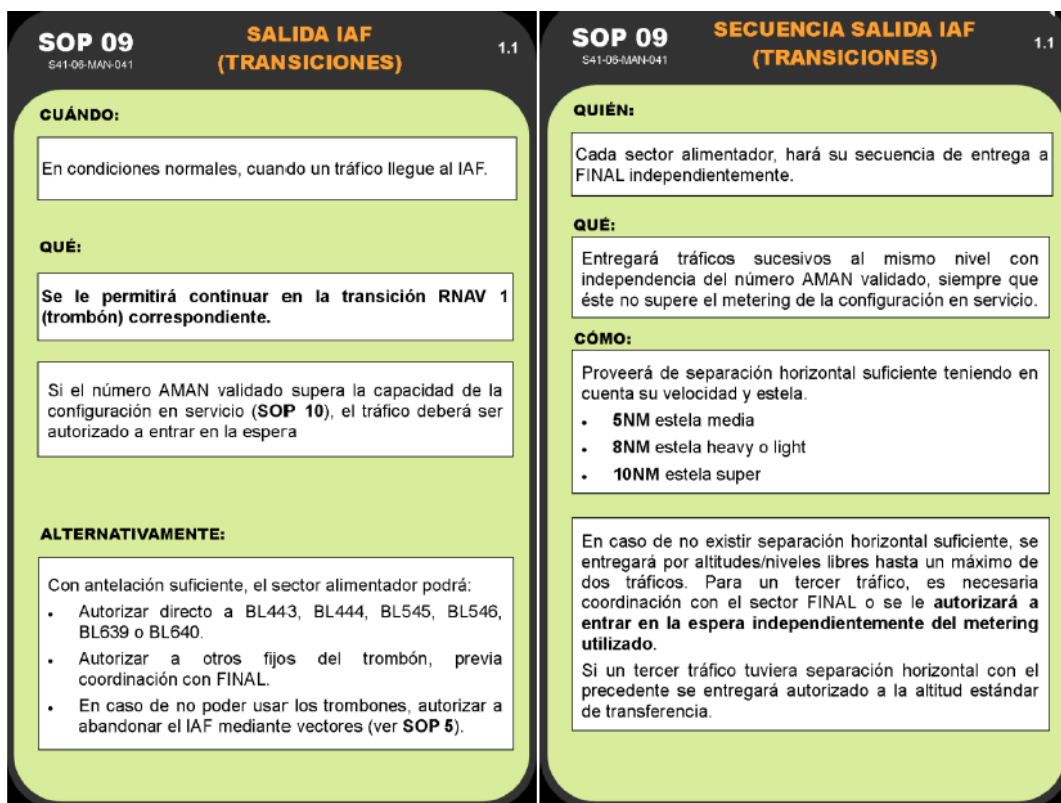 SOP 09
S41-06-MAN-041
SALIDA IAF
(TRANSICIONES)
1.1
CUÁNDO:
En condiciones normales, cuando un tráfico llegue al IAF.
QUÉ:
Se le permitirá continuar en la transición RNAV 1
(trombón) correspondiente.
Si el número AMAN validado supera la capacidad de la
configuración en servicio (SOP 10), el tráfico deberá ser
autorizado a entrar en la espera
ALTERNATIVAMENTE:
Con antelación suficiente, el sector alimentador podrá:
• Autorizar directo a BL443, BL444, BL545, BL546,
BL639 o BL640.
• Autorizar a otros fijos del trombón, previa
coordinación con FINAL.
• En caso de no poder usar los trombones, autorizar a
abandonar el IAF mediante vectores (ver SOP 5).
SOP 09
S41-06-MAN-041
SECUENCIA SALIDA IAF
(TRANSICIONES)
1.1
QUIÉN:
Cada sector alimentador, hará su secuencia de entrega a
FINAL independientemente.
QUÉ:
Entregará tráficos sucesivos al mismo nivel con
independencia del número AMAN validado, siempre que
éste no supere el metering de la configuración en servicio.
CÓMO:
Proveerá de separación horizontal suficiente teniendo en
cuenta su velocidad y estela.
• 5NM estela media
• 8NM estela heavy o light
• 10NM estela super
En caso de no existir separación horizontal suficiente, se
entregará por altitudes/niveles libres hasta un máximo de
dos tráficos. Para un tercer tráfico, es necesaria
coordinación con el sector FINAL o se le autorizará a
entrar en la espera independientemente del metering
utilizado.
Si un tercer tráfico tuviera separación horizontal con el
precedente se entregará autorizado a la altitud estándar
de transferencia.